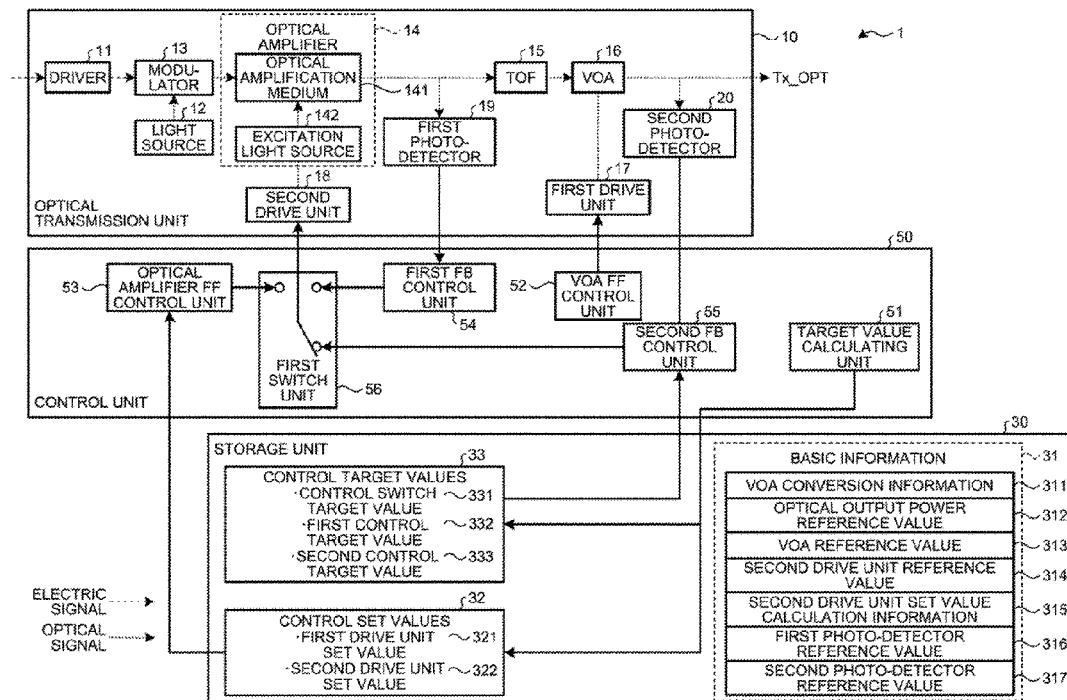 OPTICAL
AMPLIFIER
14
10
1
11
13
15
16
DRIVER
MODU-
LATOR
OPTICAL
AMPLIFICATION
MEDIUM
141
TOF
VOA
Tx_OPT
12
142
19
20
LIGHT
SOURCE
EXCITATION
LIGHT SOURCE
FIRST
PHOTO-
DETECTOR
SECOND
PHOTO-
DETECTOR
18
17
OPTICAL
TRANSMISSION UNIT
SECOND
DRIVE UNIT
FIRST DRIVE
UNIT
50
53
OPTICAL
AMPLIFIER FF
CONTROL UNIT
FIRST FB
CONTROL
UNIT
54
52
VOA FF
CONTROL
UNIT
55
51
SECOND FB
CONTROL
UNIT
TARGET VALUE
CALCULATING
UNIT
FIRST
SWITCH
UNIT
56
CONTROL UNIT
30
STORAGE UNIT
33
CONTROL TARGET VALUES
·CONTROL SWITCH
TARGET VALUE
331
·FIRST CONTROL
TARGET VALUE
332
·SECOND CONTROL
TARGET VALUE
333
BASIC INFORMATION
31
VOA CONVERSION INFORMATION
311
OPTICAL OUTPUT POWER
REFERENCE VALUE
312
VOA REFERENCE VALUE
313
SECOND DRIVE UNIT REFERENCE
VALUE
314
SECOND DRIVE UNIT SET VALUE
CALCULATION INFORMATION
315
FIRST PHOTO-DETECTOR
REFERENCE VALUE
316
SECOND PHOTO-DETECTOR
REFERENCE VALUE
317
ELECTRIC
SIGNAL
OPTICAL
SIGNAL
32
CONTROL SET VALUES
·FIRST DRIVE UNIT
SET VALUE
321
·SECOND DRIVE UNIT
SET VALUE
322